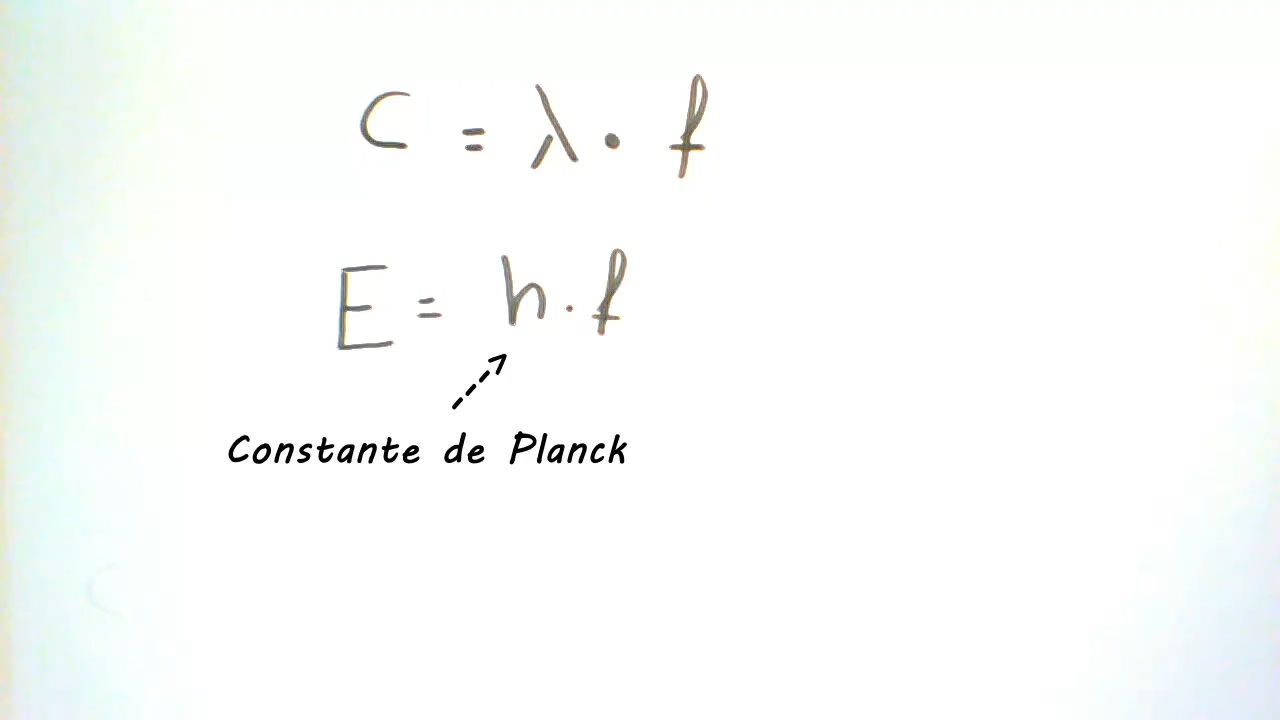 C = λ · f
E = h · f
Constante de Planck